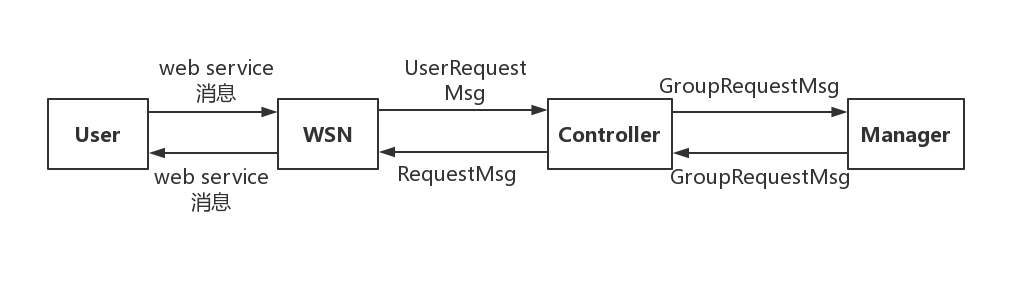 web service
消息
UserRequest
Msg
GroupRequestMsg
User
WSN
Controller
Manager
web service
消息
RequestMsg
GroupRequestMsg